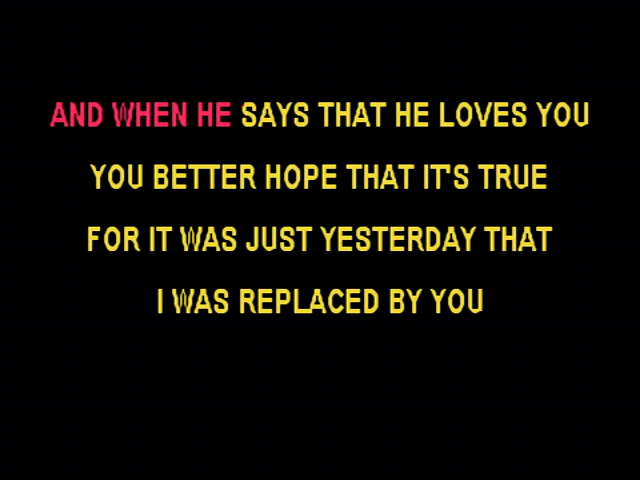 AND WHEN HE SAYS THAT HE LOVES YOU
YOU BETTER HOPE THAT IT'S TRUE
FOR IT WAS JUST YESTERDAY THAT
I WAS REPLACED BY YOU